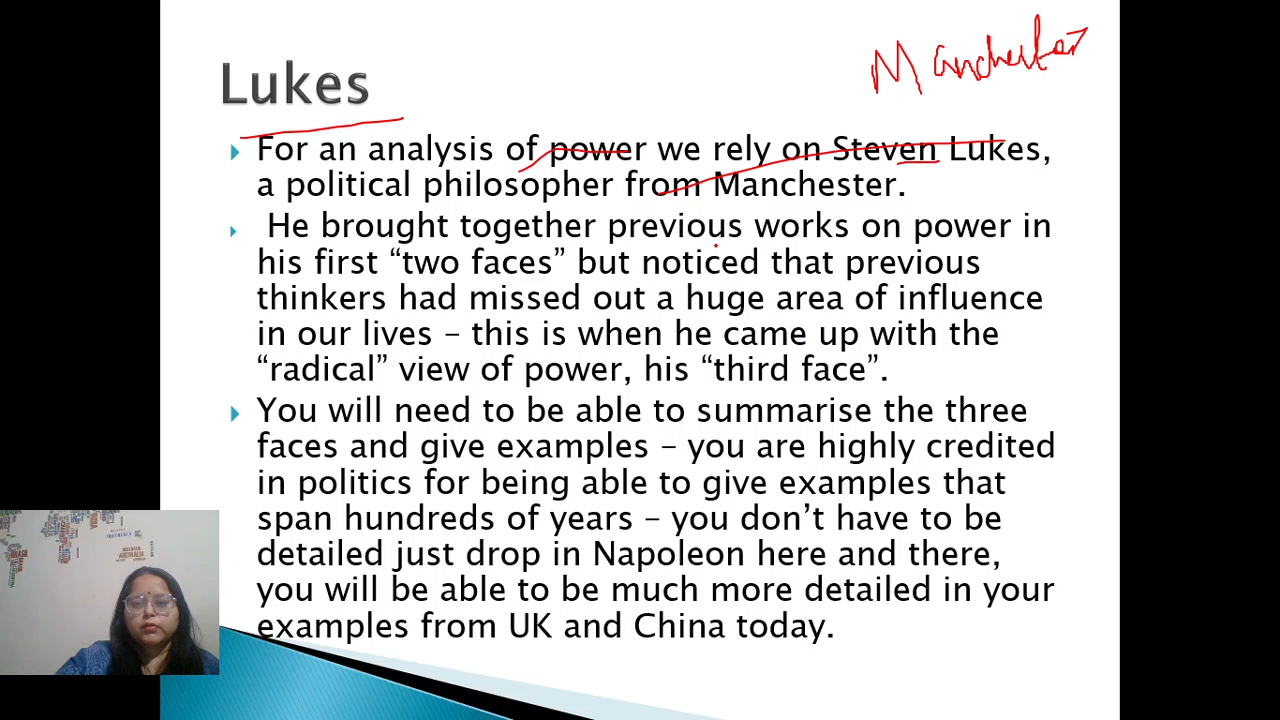 Manchester
Lukes
For an analysis of power we rely on Steven Lukes,
a political philosopher from Manchester.
He brought together previous works on power in
his first “two faces” but noticed that previous
thinkers had missed out a huge area of influence
in our lives – this is when he came up with the
“radical” view of power, his “third face”.
You will need to be able to summarise the three
faces and give examples – you are highly credited
in politics for being able to give examples that
span hundreds of years – you don’t have to be
detailed just drop in Napoleon here and there,
you will be able to be much more detailed in your
examples from UK and China today.